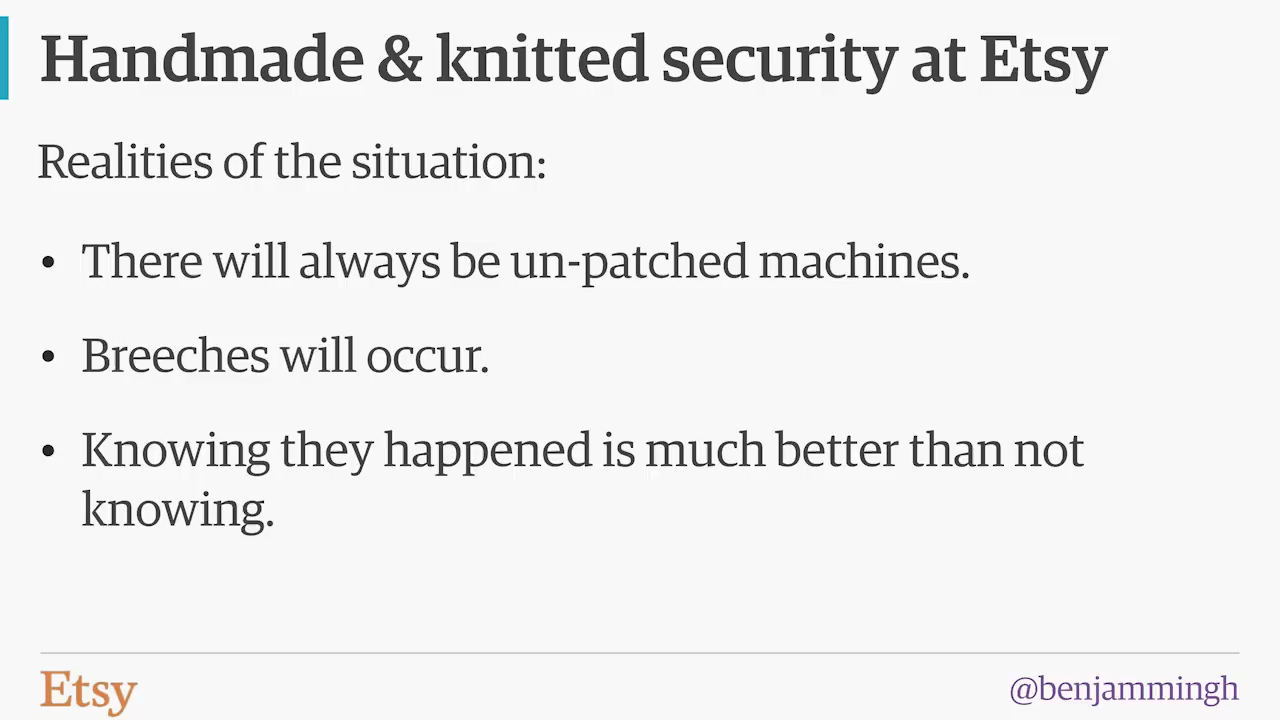 Handmade & knitted security at Etsy
Realities of the situation:
• There will always be un-patched machines.
• Breeches will occur.
• Knowing they happened is much better than not
knowing.
Etsy
@benjammingh